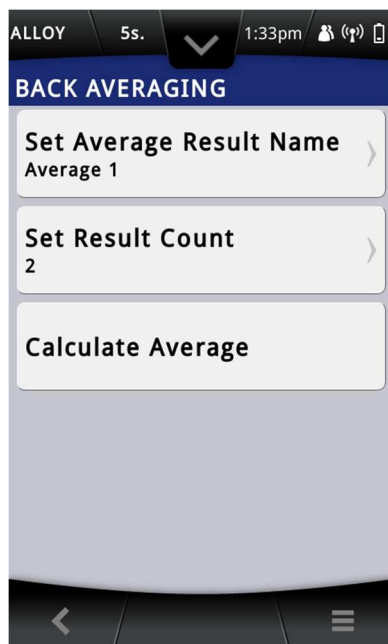 ALLOY 5s. 1:33pm
BACK AVERAGING
Set Average Result Name
Average 1
Set Result Count
2
Calculate Average